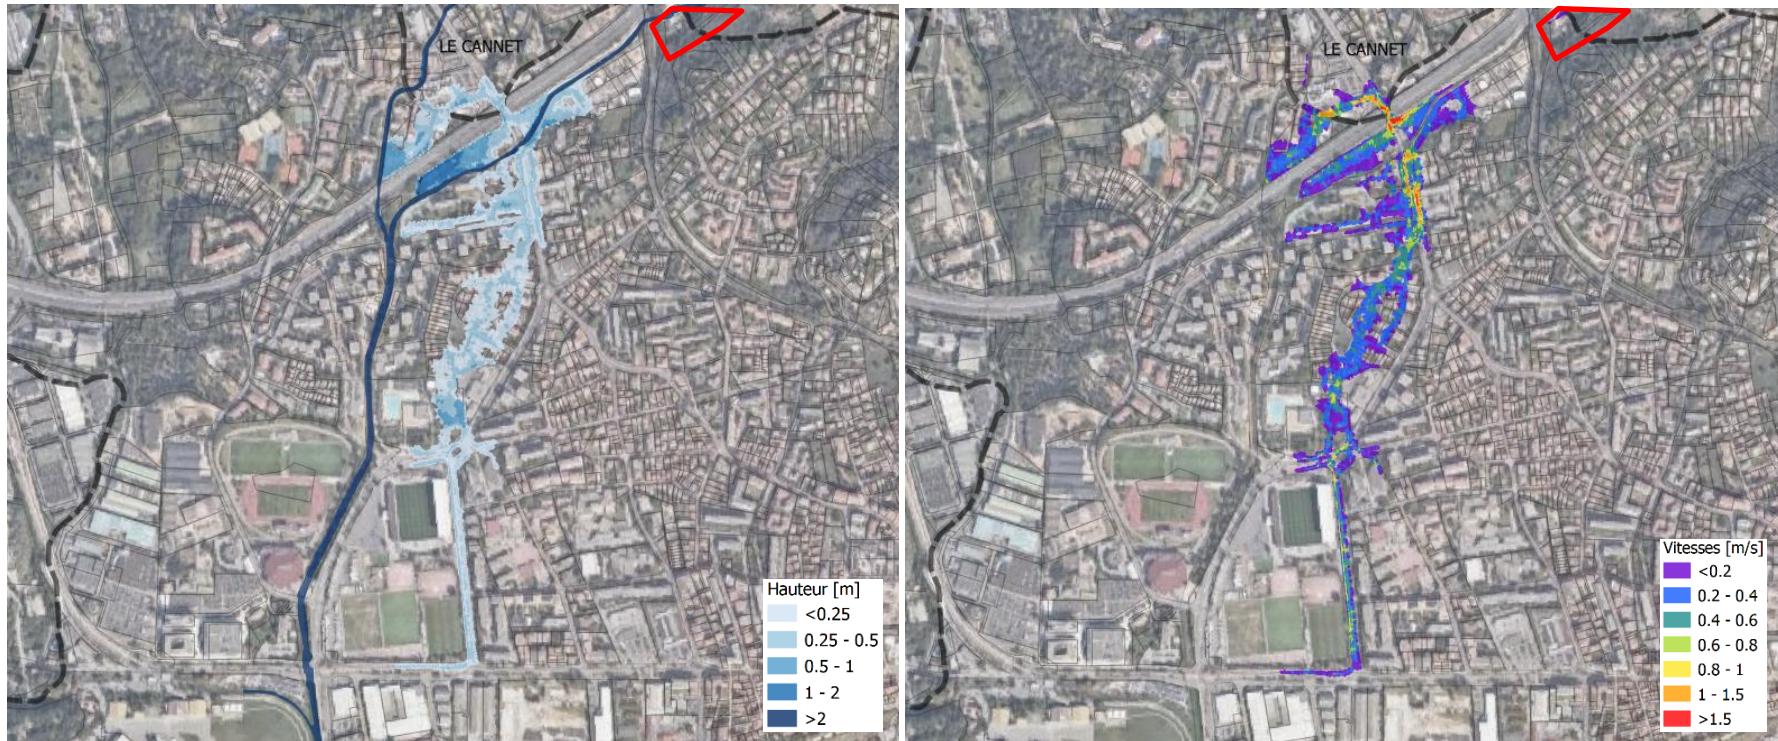 LE CANNET
Hauteur [m]
<0.25
0.25 - 0.5
0.5 - 1
1 - 2
>2
LE CANNET
Vitesses [m/s]
<0.2
0.2 - 0.4
0.4 - 0.6
0.6 - 0.8
0.8 - 1
1 - 1.5
>1.5